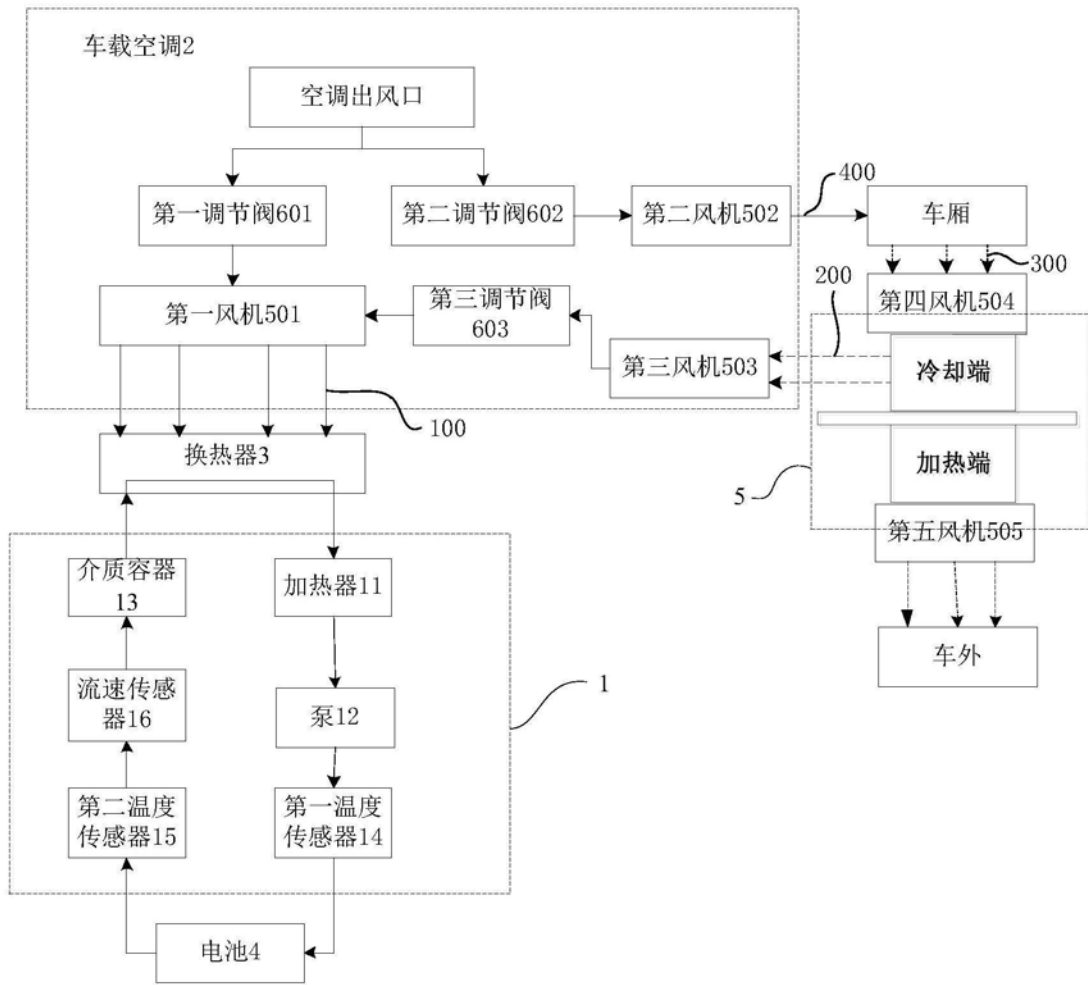 车载空调2
空调出风口
第一调节阀601
第二调节阀602
第二风机502
400
车厢
300
第一风机501
第三调节阀
603
第三风机503
200
第四风机504
冷却端
加热端
5
第五风机505
车外
100
换热器3
介质容器
13
加热器11
流速传感
器16
泵12
1
第二温度
传感器15
第一温度
传感器14
电池4